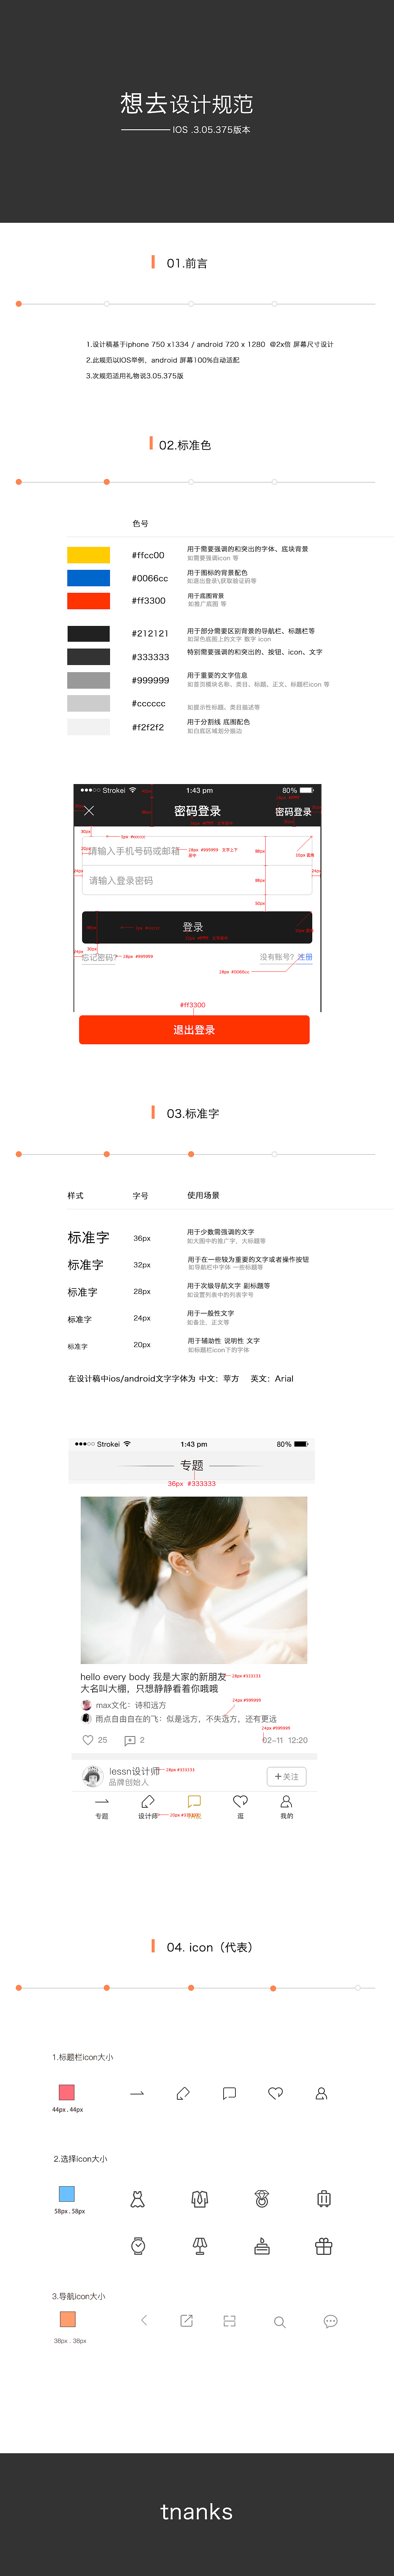 想去设计规范
IOS .3.05.375版本
01.前言
1.设计稿基于iphone 750 x1334 / android 720 x 1280 @2x倍 屏幕尺寸设计
2.此规范以IOS举例，android 屏幕100%自动适配
3.次规范适用礼物说3.05.375版
02.标准色
色号
#ffcc00
用于需要强调的和突出的字体、底块背景
如需要强调icon 等
#0066cc
用于图标的背景配色
如退出登录\获取验证码等
#ff3300
用于底图背景
如推广底图 等
#212121
用于部分需要区别背景的导航栏、标题栏等
如深色底图上的文字 数字 icon
#333333
特别需要强调的和突出的、按钮、icon、文字
#999999
用于重要的文字信息
如首页模块名称、类目、标题、正文、标题栏icon 等
#cccccc
如提示性标题、类目描述等
#f2f2f2
用于分割线 底图配色
如白底区域划分描边
Strokei
1:43 pm
80%
密码登录
密码登录
请输入手机号码或邮箱
28px #999999 文字上下居中
88px
24px
24px
请输入登录密码
88px
50px
登录
忘记密码?
28px #999999
没有账号? 注册
28px #0066cc
#ff3300
退出登录
03.标准字
样式
字号
使用场景
标准字
36px
用于少数需强调的文字
如大图中的推广字，大标题等
标准字
32px
用于在一些较为重要的文字或者操作按钮
如导航栏中字体 一些标题等
标准字
28px
用于次级导航文字 副标题等
如设置列表中的列表字号
标准字
24px
用于一般性文字
如备注、正文等
标准字
20px
用于辅助性 说明性 文字
如标题栏icon下的字体
在设计稿中ios/android文字字体为 中文：苹方 英文：Arial
Strokei
1:43 pm
80%
专题
36px #333333
hello every body 我是大家的新朋友
28px #333333
大名叫大棚，只想静静看着你哦哦
max文化：诗和远方
24px #999999
雨点自由自在的飞：似是远方，不失远方，还有更远
24px #999999
25
2
02-11 12:20
lessn设计师
28px #333333
品牌创始人
+关注
专题
设计师
20px #333333
逛
我的
04. icon（代表）
1.标题栏icon大小
44px . 44px
2.选择icon大小
58px . 58px
3.导航icon大小
38px . 38px
tnanks